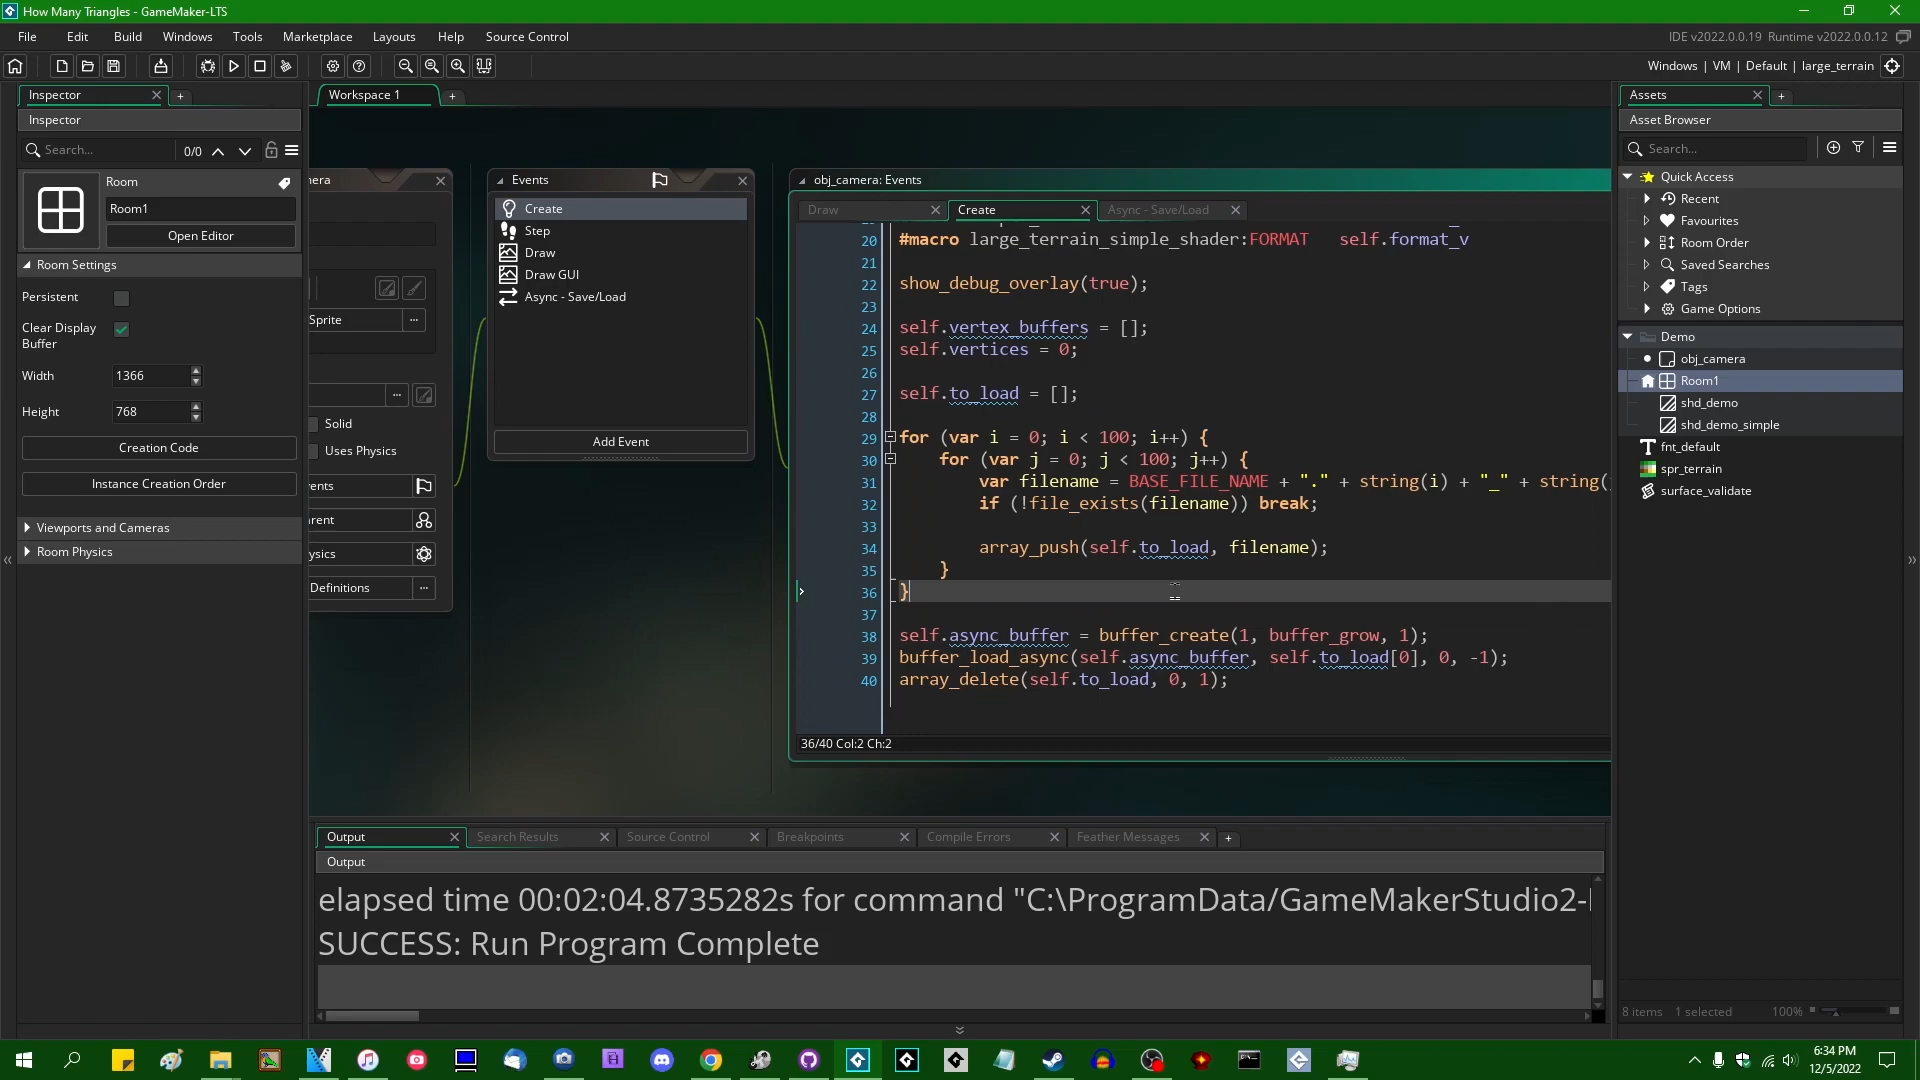 How Many Triangles - GameMaker-LTS
File Edit Build Windows Tools Marketplace Layouts Help Source Control
IDE v2022.0.0.19 Runtime v2022.0.0.12
Windows | VM | Default | large_terrain
Inspector
Inspector
Search...
0/0
Room
Room1
Open Editor
Room Settings
Persistent
Clear Display
Buffer
Width 1366
Height 768
Creation Code
Instance Creation Order
Viewports and Cameras
Room Physics
Workspace 1
nera
Sprite
Solid
Uses Physics
ents
rent
ysics
Definitions
Events
Create
Step
Draw
Draw GUI
Async - Save/Load
Add Event
obj_camera: Events
Draw
Create
Async - Save/Load
20 #macro large_terrain_simple_shader:FORMAT self.format_v
21
22 show_debug_overlay(true);
23
24 self.vertex_buffers = [];
25 self.vertices = 0;
26
27 self.to_load = [];
28
29 for (var i = 0; i < 100; i++) {
30 for (var j = 0; j < 100; j++) {
31 var filename = BASE_FILE_NAME + "." + string(i) + "_" + string(
32 if (!file_exists(filename)) break;
33
34 array_push(self.to_load, filename);
35 }
36 }
37
38 self.async_buffer = buffer_create(1, buffer_grow, 1);
39 buffer_load_async(self.async_buffer, self.to_load[0], 0, -1);
40 array_delete(self.to_load, 0, 1);
36/40 Col:2 Ch:2
Output
Search Results
Source Control
Breakpoints
Compile Errors
Feather Messages
Output
elapsed time 00:02:04.8735282s for command "C:\ProgramData/GameMakerStudio2-
SUCCESS: Run Program Complete
Assets
Asset Browser
Search...
Quick Access
Recent
Favourites
Room Order
Saved Searches
Tags
Game Options
Demo
obj_camera
Room1
shd_demo
shd_demo_simple
fnt_default
spr_terrain
surface_validate
8 items 1 selected 100%
6:34 PM
12/5/2022